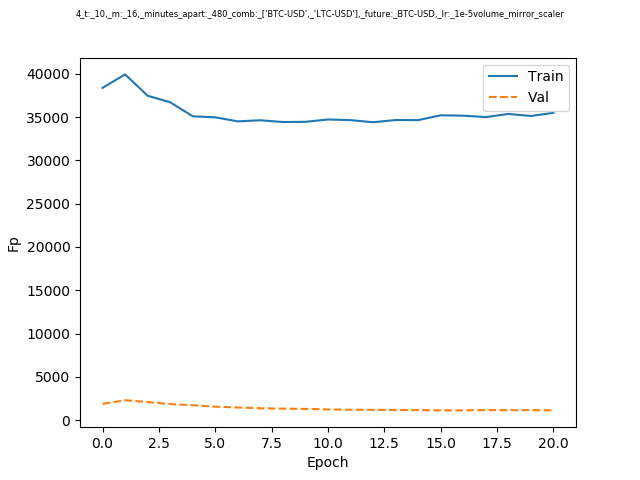 4_t:_10,_m:_16,_minutes_apart:_480_comb:_['BTC-USD',_'LTC-USD'],_future:_BTC-USD,_lr:_1e-5volume_mirror_scaler
Train
Val
40000
35000
30000
25000
20000
15000
10000
5000
0
Fp
0.0 2.5 5.0 7.5 10.0 12.5 15.0 17.5 20.0
Epoch